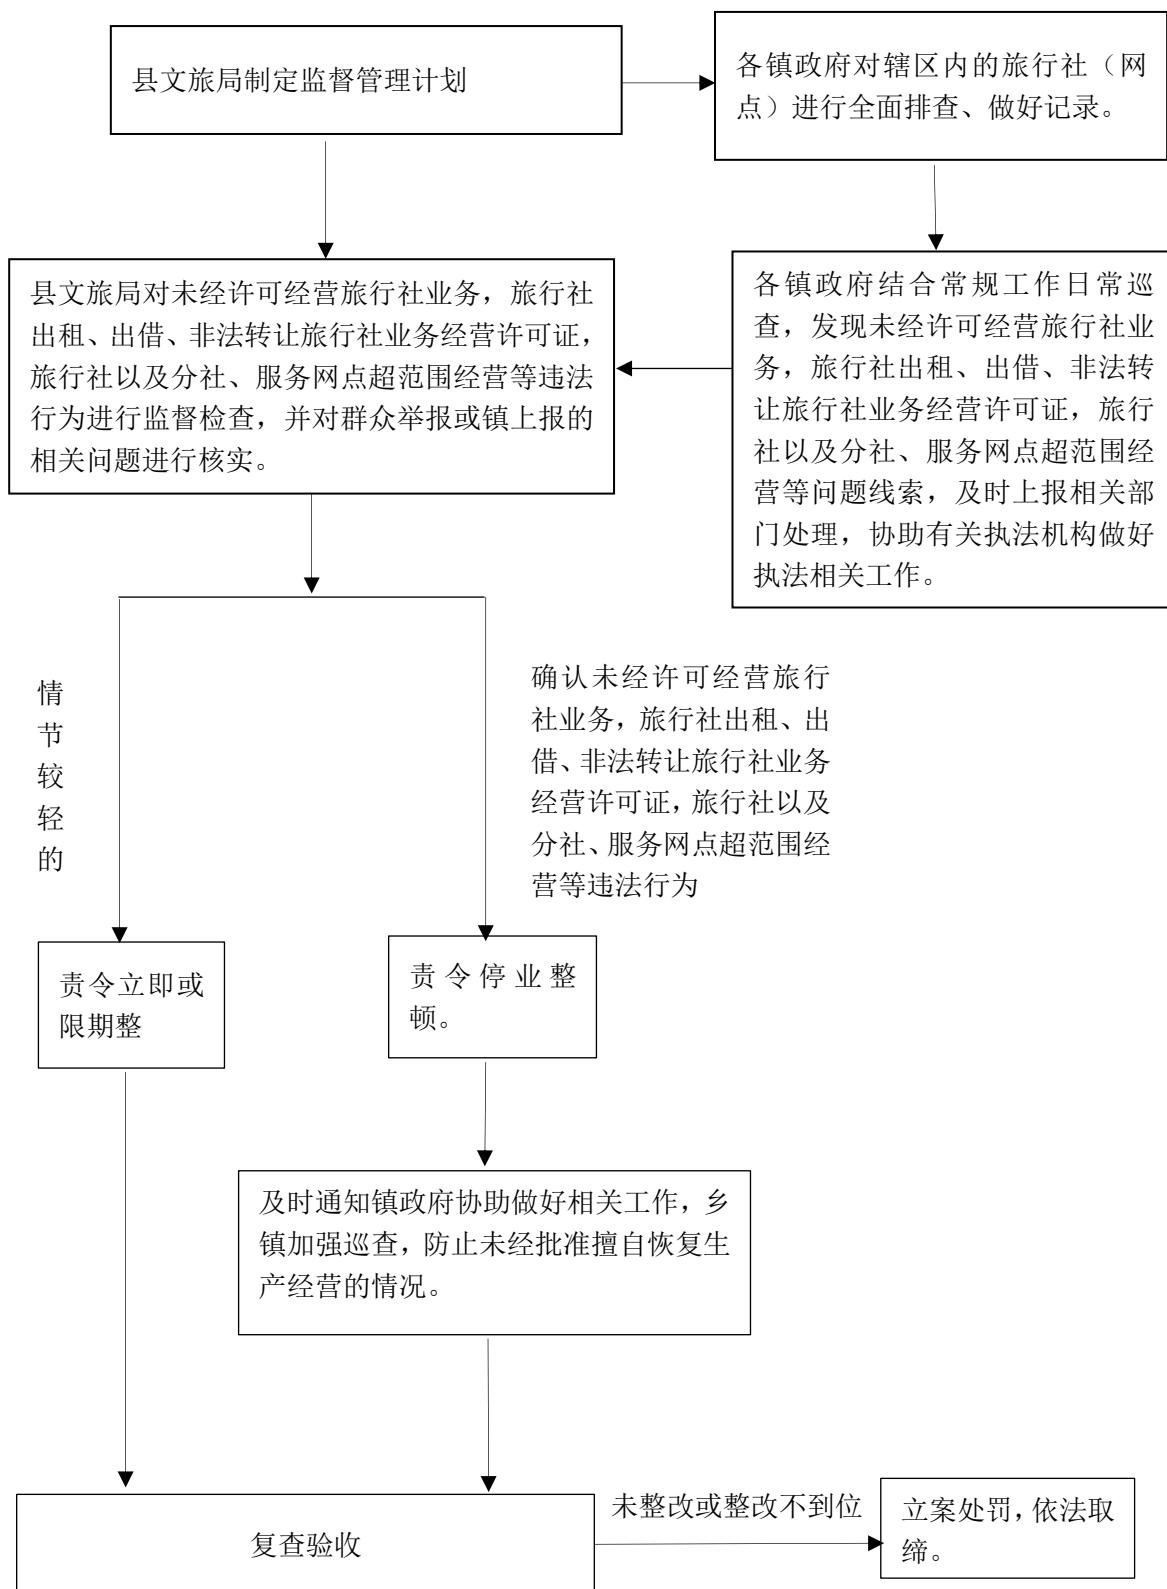 县文旅局制定监督管理计划
各镇政府对辖区内的旅行社（网
点）进行全面排查、做好记录。
县文旅局对未经许可经营旅行社业务，旅行社
出租、出借、非法转让旅行社业务经营许可证，
旅行社以及分社、服务网点超范围经营等违法
行为进行监督检查，并对群众举报或镇上报的
相关问题进行核实。
各镇政府结合常规工作日常巡
查，发现未经许可经营旅行社业
务，旅行社出租、出借、非法转
让旅行社业务经营许可证，旅行
社以及分社、服务网点超范围经
营等问题线索，及时上报相关部
门处理，协助有关执法机构做好
执法相关工作。
情
节
较
轻
的
确认未经许可经营旅行
社业务，旅行社出租、出
借、非法转让旅行社业务
经营许可证，旅行社以及
分社、服务网点超范围经
营等违法行为
责令立即或
限期整
责令停业整
顿。
及时通知镇政府协助做好相关工作，乡
镇加强巡查，防止未经批准擅自恢复生
产经营的情况。
复查验收
未整改或整改不到位
立案处罚，依法取
缔。